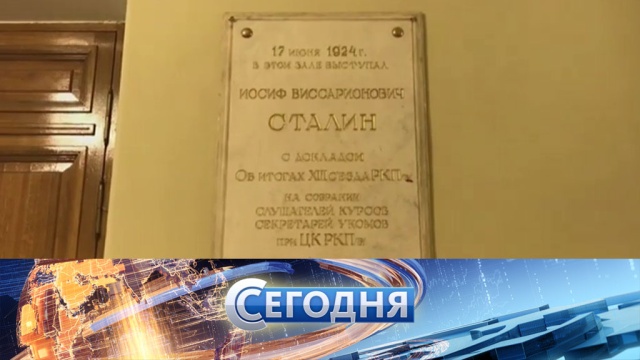 17 ИЮНЯ 1924 Г.
В ЭТОМ ЗАЛЕ ВЫСТУПАЛ
ИОСИФ ВИССАРИОНОВИЧ
СТАЛИН
С ДОКЛАДОМ
ОБ ИТОГАХ XIII СЪЕЗДА РКП(Б)
НА СОБРАНИИ
СЛУШАТЕЛЕЙ КУРСОВ
СЕКРЕТАРЕЙ УКОМОВ
ПРИ ЦК РКП(Б)
СЕГОДНЯ